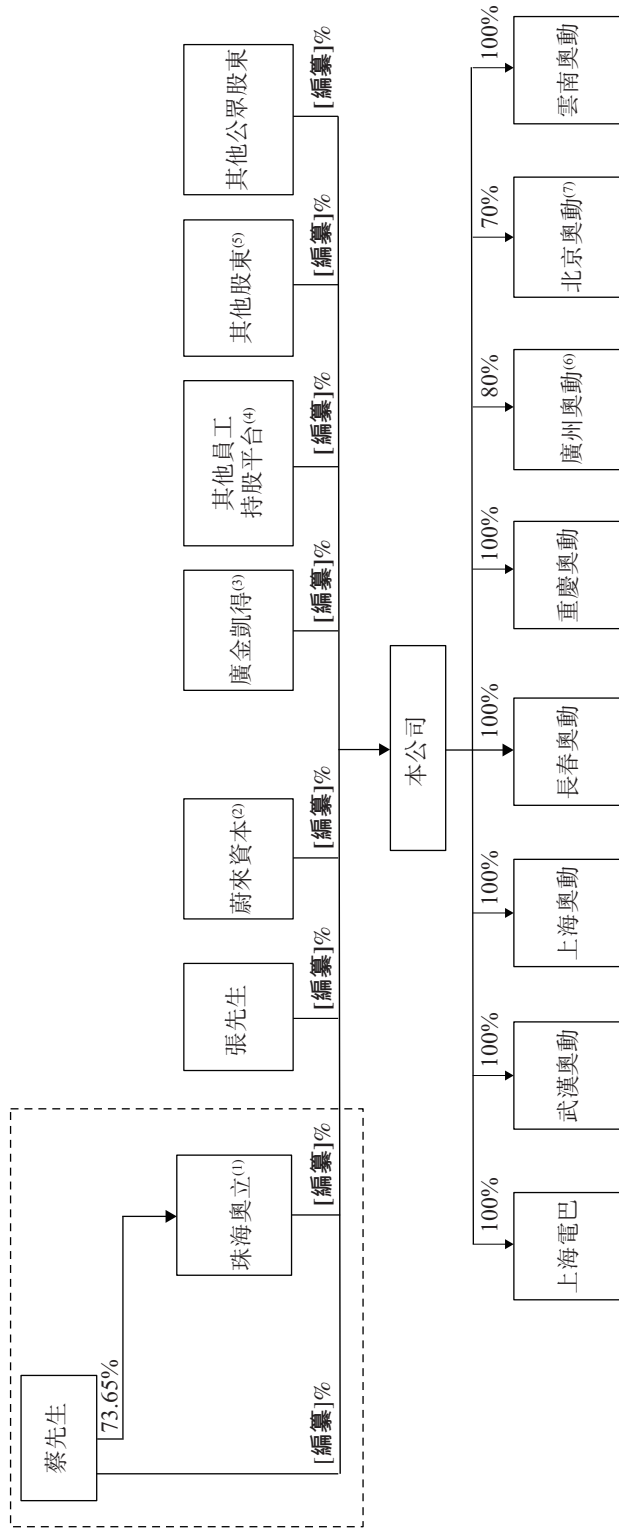 蔡先生
73.65%
珠海奧立(1)
張先生
蔚來資本(2)
廣金凱得(3)
其他員工
持股平台(4)
其他股東(5)
其他公眾股東
[編纂]%
[編纂]%
[編纂]%
[編纂]%
[編纂]%
[編纂]%
[編纂]%
[編纂]%
本公司
100%
100%
100%
100%
100%
80%
70%
100%
上海電巴
武漢奧動
上海奧動
長春奧動
重慶奧動
廣州奧動(6)
北京奧動(7)
雲南奧動